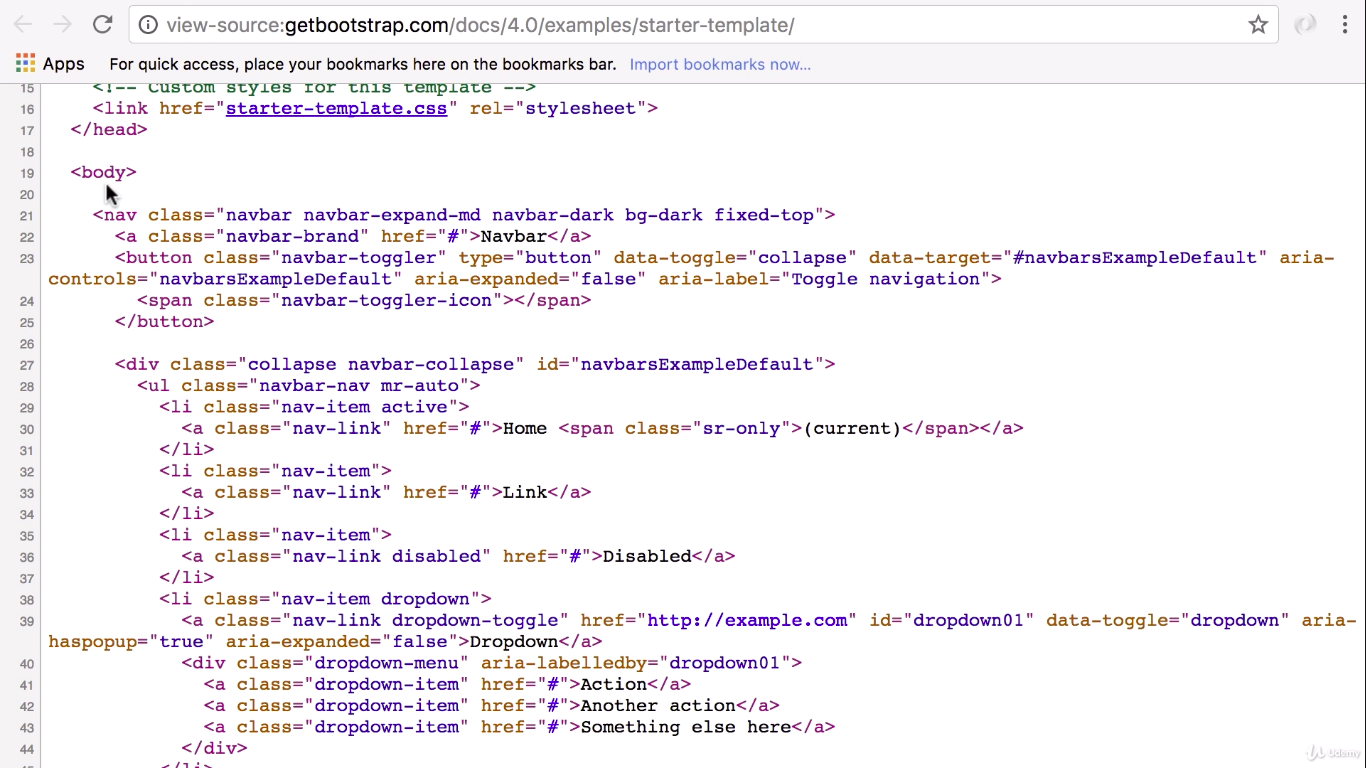 view-source:getbootstrap.com/docs/4.0/examples/starter-template/
Apps For quick access, place your bookmarks here on the bookmarks bar. Import bookmarks now...
15 <!-- Custom styles for this template -->
16 <link href="starter-template.css" rel="stylesheet">
17 </head>
18
19 <body>
20
21 <nav class="navbar navbar-expand-md navbar-dark bg-dark fixed-top">
22 <a class="navbar-brand" href="#">Navbar</a>
23 <button class="navbar-toggler" type="button" data-toggle="collapse" data-target="#navbarsExampleDefault" aria-
controls="navbarsExampleDefault" aria-expanded="false" aria-label="Toggle navigation">
24 <span class="navbar-toggler-icon"></span>
25 </button>
26
27 <div class="collapse navbar-collapse" id="navbarsExampleDefault">
28 <ul class="navbar-nav mr-auto">
29 <li class="nav-item active">
30 <a class="nav-link" href="#">Home <span class="sr-only">(current)</span></a>
31 </li>
32 <li class="nav-item">
33 <a class="nav-link" href="#">Link</a>
34 </li>
35 <li class="nav-item">
36 <a class="nav-link disabled" href="#">Disabled</a>
37 </li>
38 <li class="nav-item dropdown">
39 <a class="nav-link dropdown-toggle" href="http://example.com" id="dropdown01" data-toggle="dropdown" aria-
haspopup="true" aria-expanded="false">Dropdown</a>
40 <div class="dropdown-menu" aria-labelledby="dropdown01">
41 <a class="dropdown-item" href="#">Action</a>
42 <a class="dropdown-item" href="#">Another action</a>
43 <a class="dropdown-item" href="#">Something else here</a>
44 </div>
</li>
Udemy